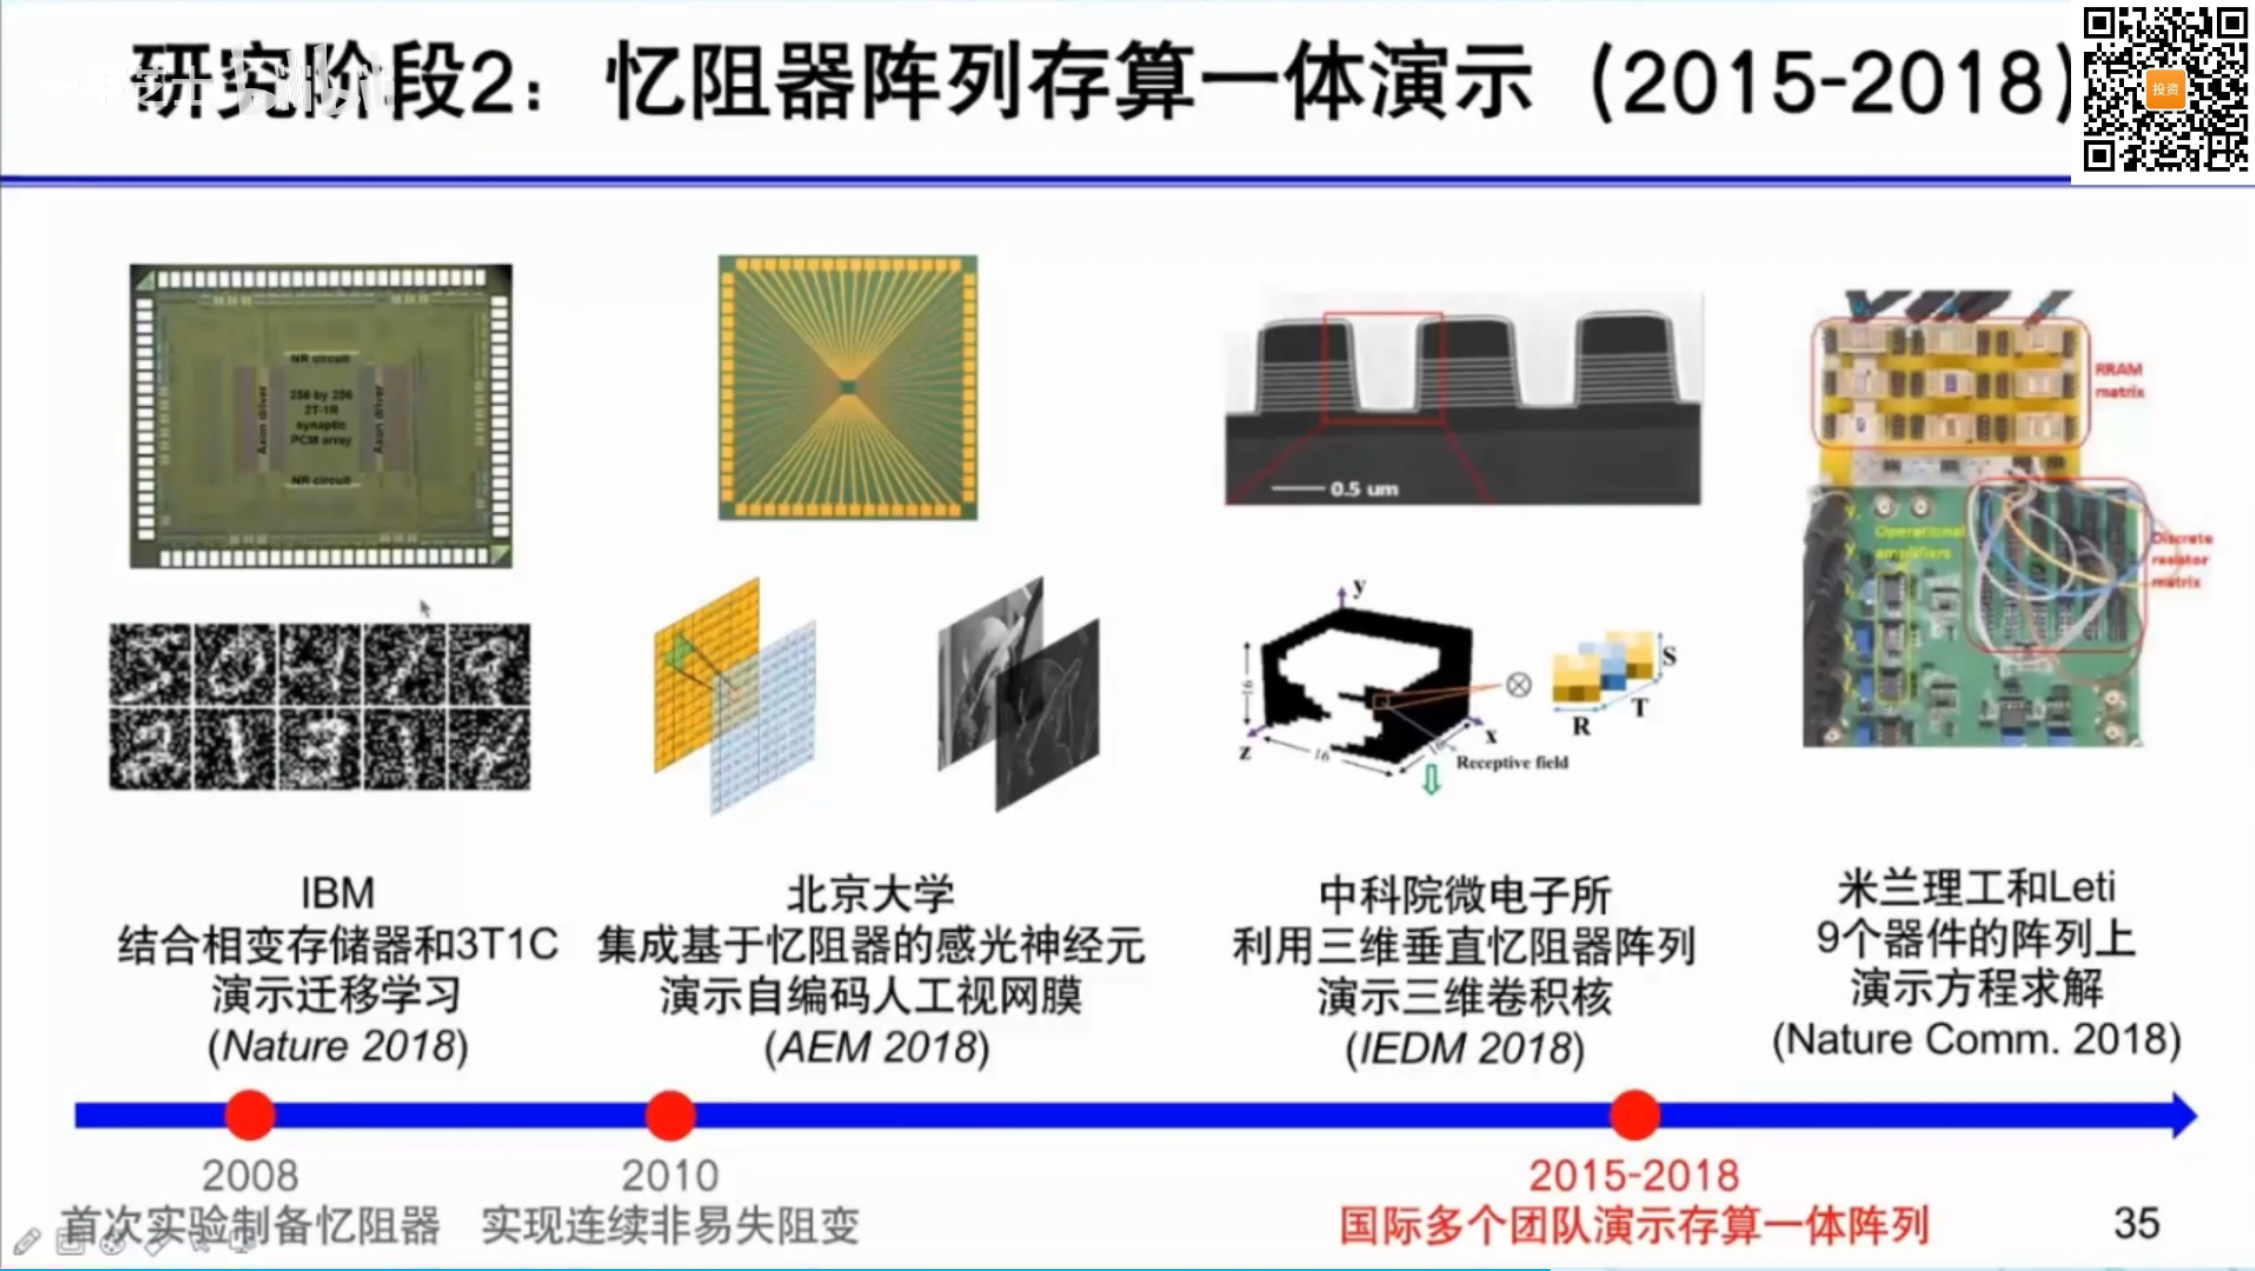 研究阶段2：忆阻器阵列存算一体演示（2015-2018）
投资
NR circuit
Axon driver
256 by 256
2T-1R
synaptic
PCM array
Axon driver
NR circuit
0.5 um
RRAM
matrix
Operational
amplifiers
Discrete
resistor
matrix
y
16
z
16
16
x
Receptive field
R
T
S
IBM
结合相变存储器和3T1C
演示迁移学习
(Nature 2018)
北京大学
集成基于忆阻器的感光神经元
演示自编码人工视网膜
(AEM 2018)
中科院微电子所
利用三维垂直忆阻器阵列
演示三维卷积核
(IEDM 2018)
米兰理工和Leti
9个器件的阵列上
演示方程求解
(Nature Comm. 2018)
2008
首次实验制备忆阻器
2010
实现连续非易失阻变
2015-2018
国际多个团队演示存算一体阵列
35